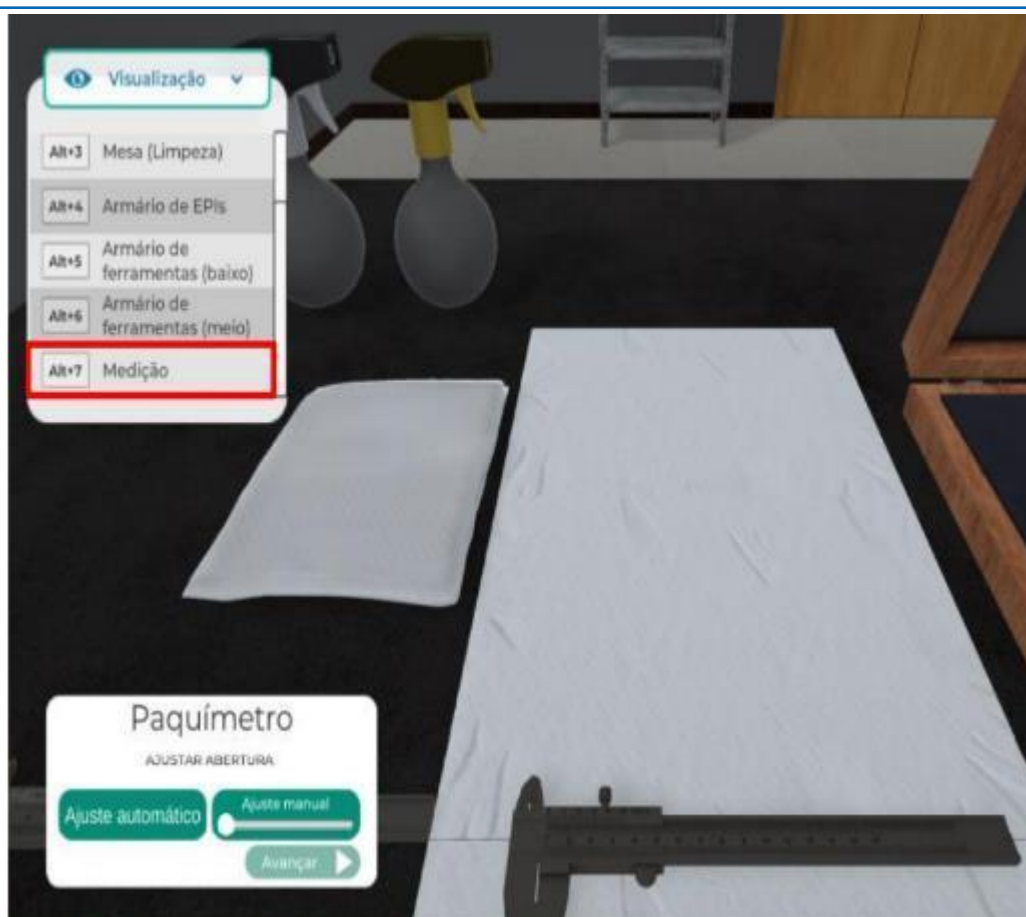 Visualização
Alt+3 Mesa (Limpeza)
Alt+4 Armário de EPIs
Alt+5 Armário de
ferramentas (baixo)
Alt+6 Armário de
ferramentas (meio)
Alt+7 Medição
Paquímetro
AJUSTAR ABERTURA
Ajuste automático
Ajuste manual
Avançar